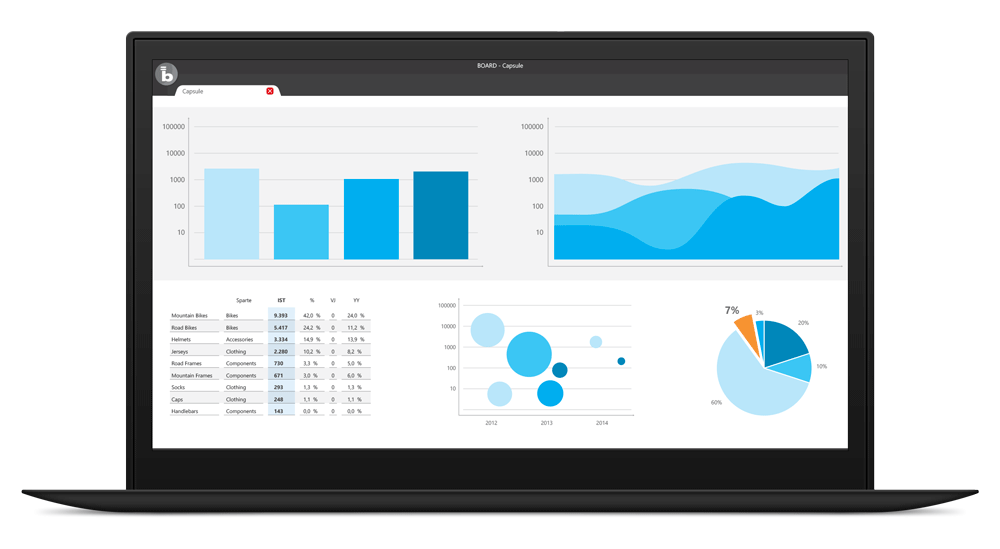 b
BOARD - Capsule
Capsule
100000
10000
1000
100
10
100000
10000
1000
100
10
Sparte IST % VJ YY
Mountain Bikes Bikes 9.393 42,0 % 0 24,0 %
Road Bikes Bikes 5.417 24,2 % 0 11,2 %
Helmets Accessories 3.334 14,9 % 0 13,9 %
Jerseys Clothing 2.280 10,2 % 0 8,2 %
Road Frames Components 730 3,3 % 0 5,0 %
Mountain Frames Components 671 3,0 % 0 6,0 %
Socks Clothing 293 1,3 % 0 1,3 %
Caps Clothing 248 1,1 % 0 1,1 %
Handlebars Components 143 0,0 % 0 0,0 %
100000
10000
1000
100
10
2012 2013 2014
7%
3%
20%
10%
60%